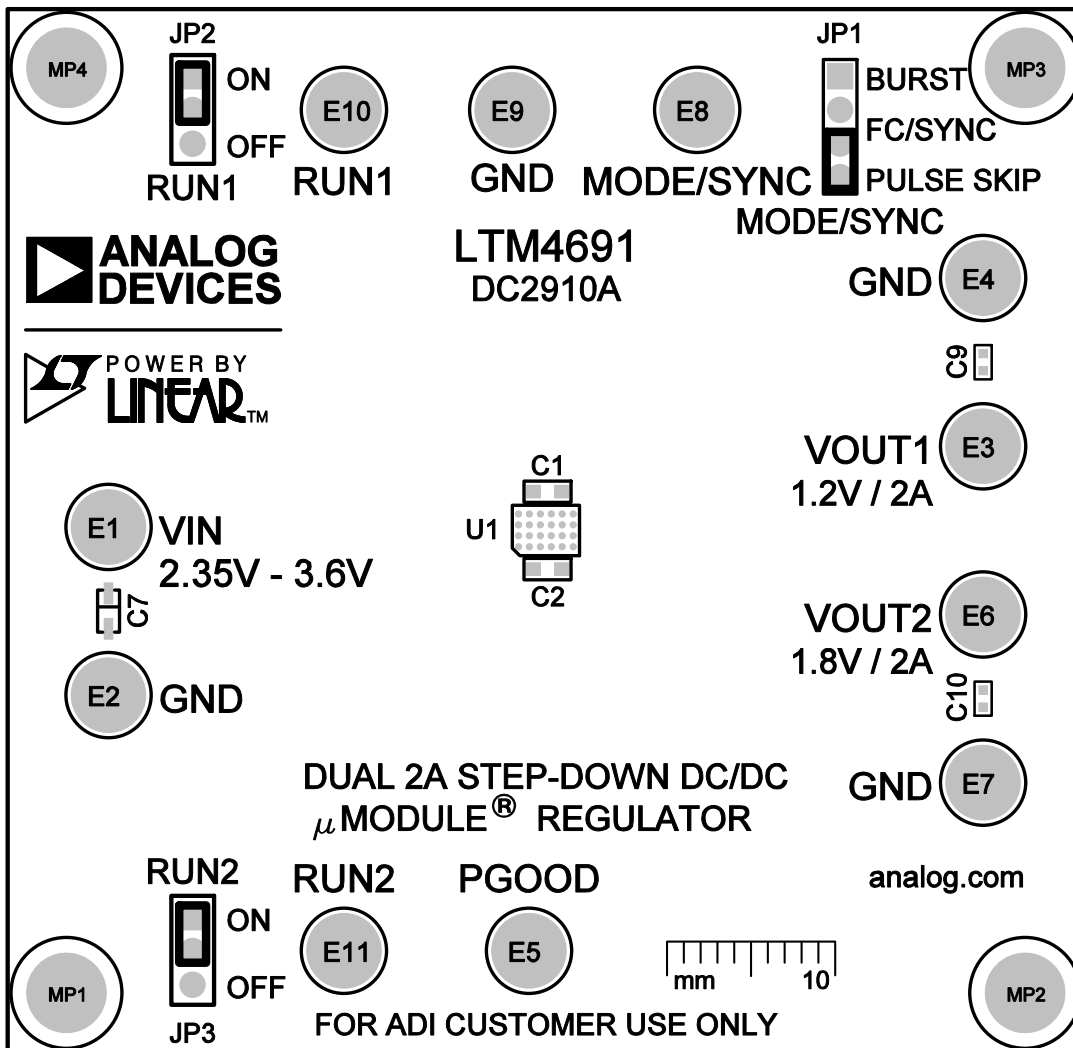 JP2
JP1
MP4
ON
OFF
RUN1
E10
RUN1
E9
GND
E8
MODE/SYNC
BURST
FC/SYNC
PULSE SKIP
MODE/SYNC
MP3
ANALOG
DEVICES
LTM4691
DC2910A
GND
E4
POWER BY
LINEAR™
C9
VOUT1
1.2V / 2A
E3
C1
U1
C2
E1
VIN
2.35V - 3.6V
C7
E2
GND
VOUT2
1.8V / 2A
E6
C10
GND
E7
DUAL 2A STEP-DOWN DC/DC
μMODULE® REGULATOR
RUN2
ON
OFF
JP3
RUN2
E11
PGOOD
E5
analog.com
mm 10
MP1
MP2
FOR ADI CUSTOMER USE ONLY